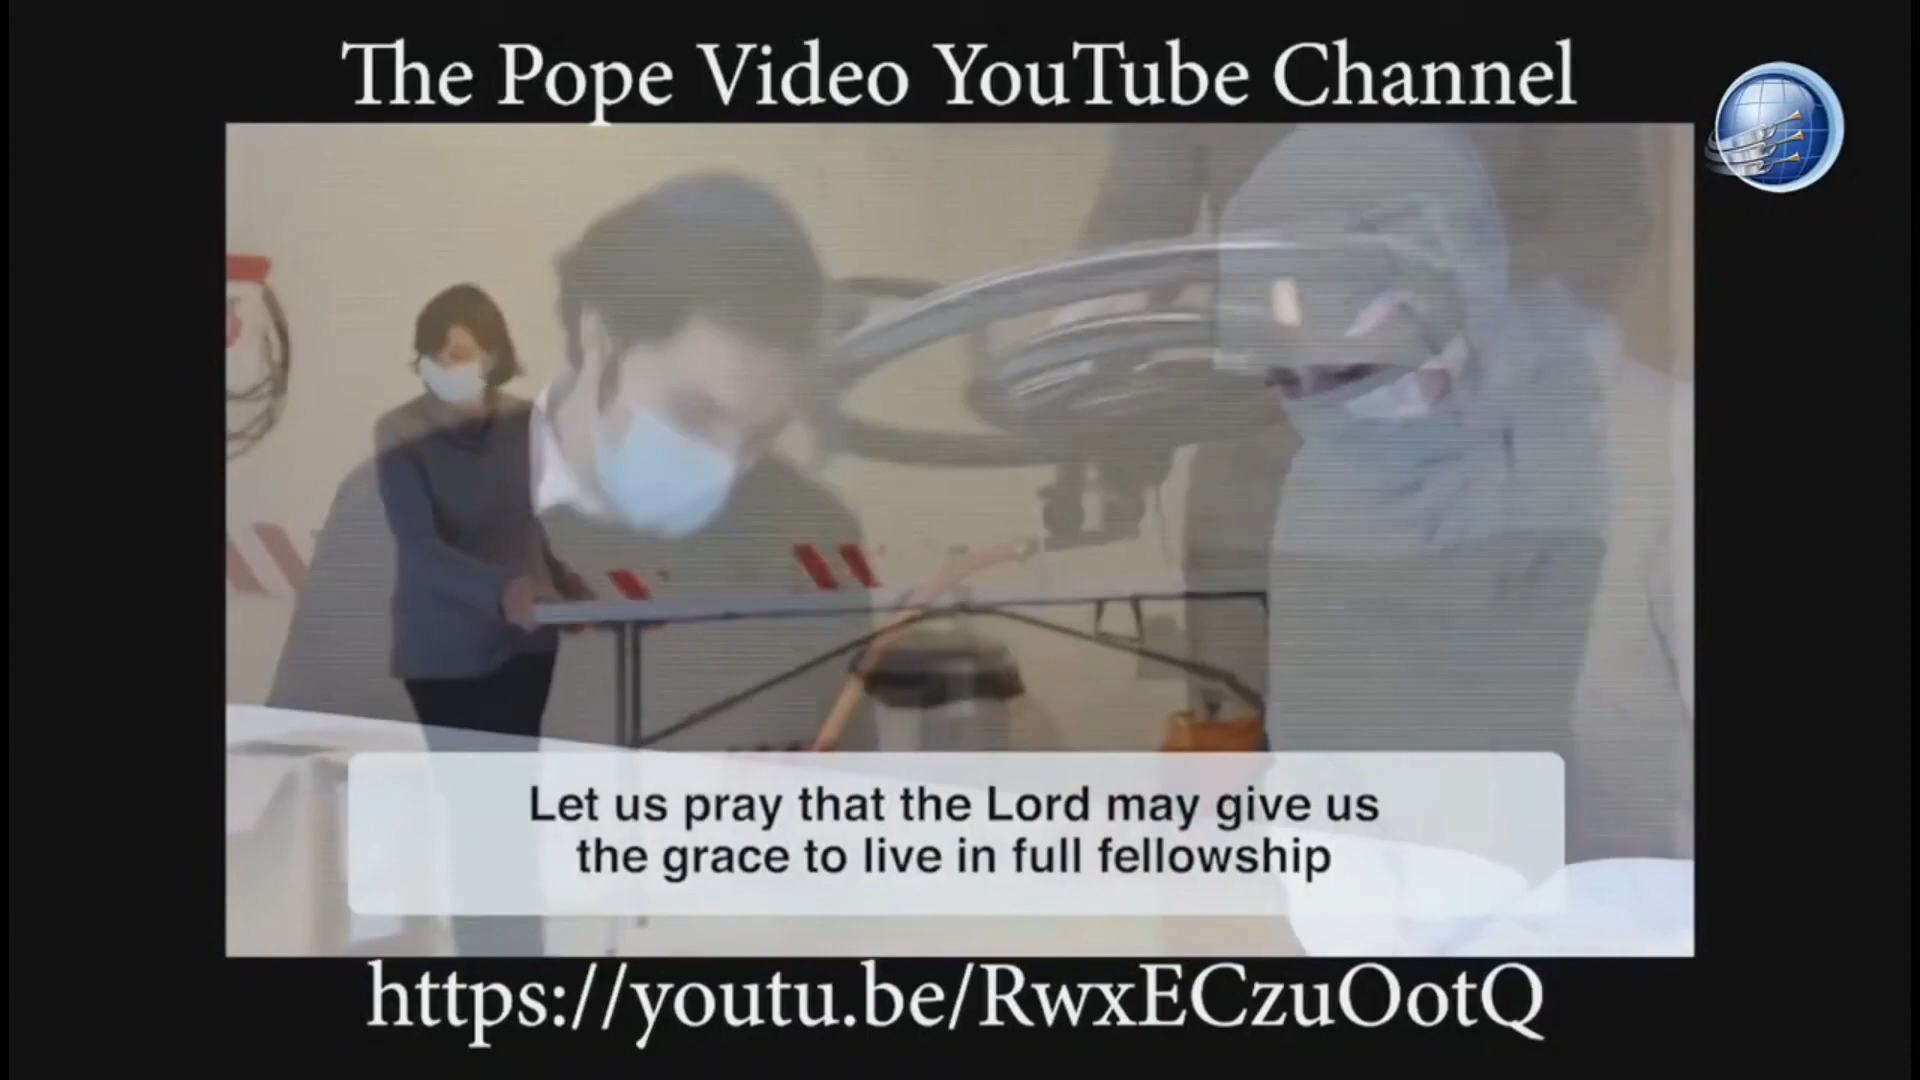 The Pope Video YouTube Channel
Let us pray that the Lord may give us
the grace to live in full fellowship
https://youtu.be/RwxECzuOotQ